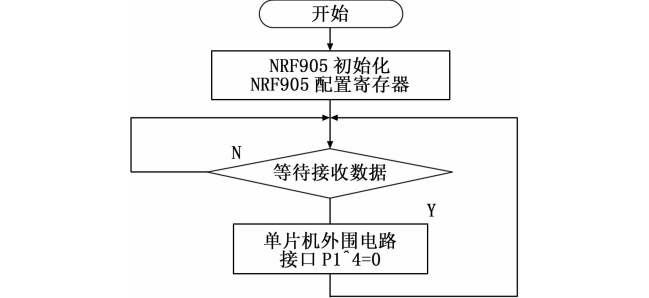 开始
NRF905 初始化
NRF905 配置寄存器
N
等待接收数据
Y
单片机外围电路
接口 P1^4=0